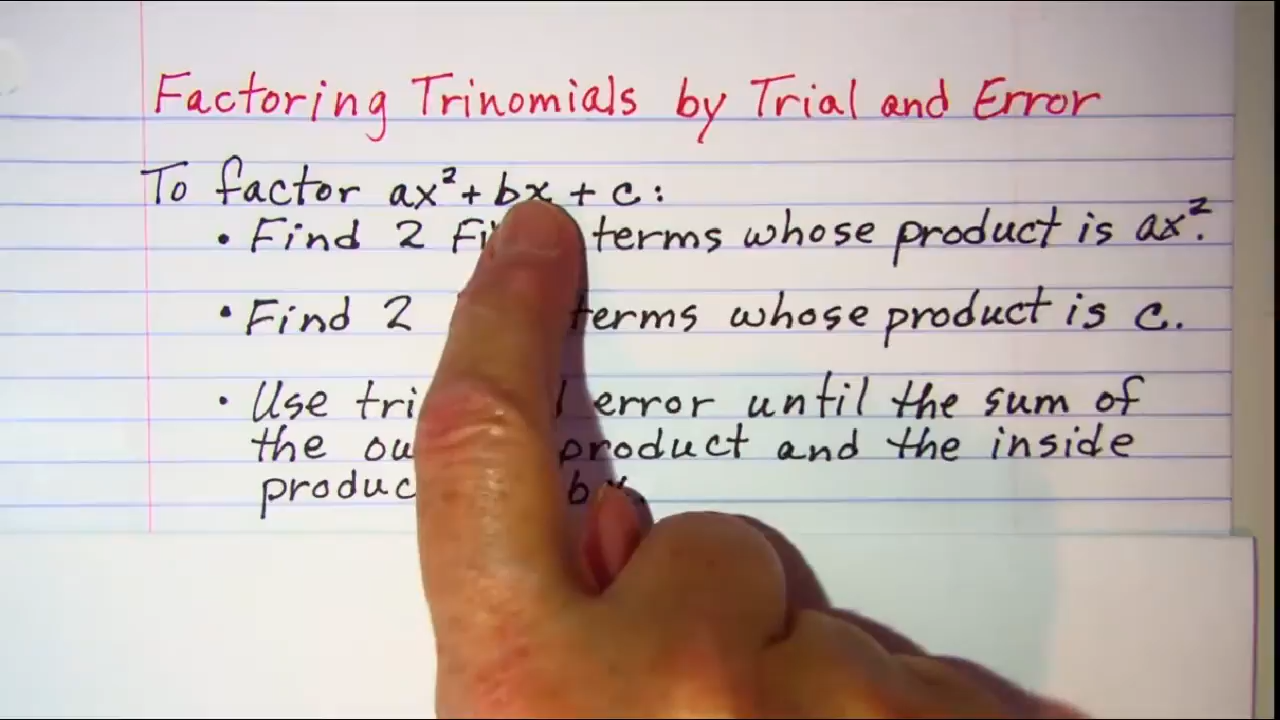 Factoring Trinomials by Trial and Error
To factor ax²+bx + c:
• Find 2 terms whose product is ax².
• Find 2 terms whose product is c.
• Use error until the sum of
the product and the inside